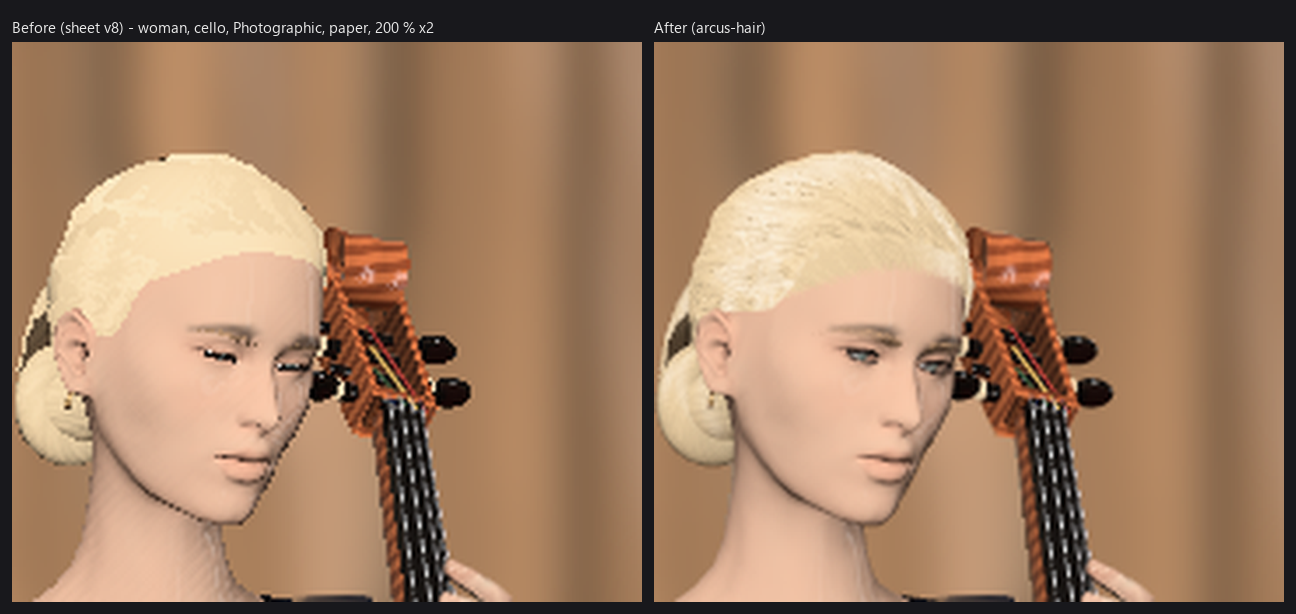 Before (sheet v8) - woman, cello, Photographic, paper, 200 % x2
After (arcus-hair)